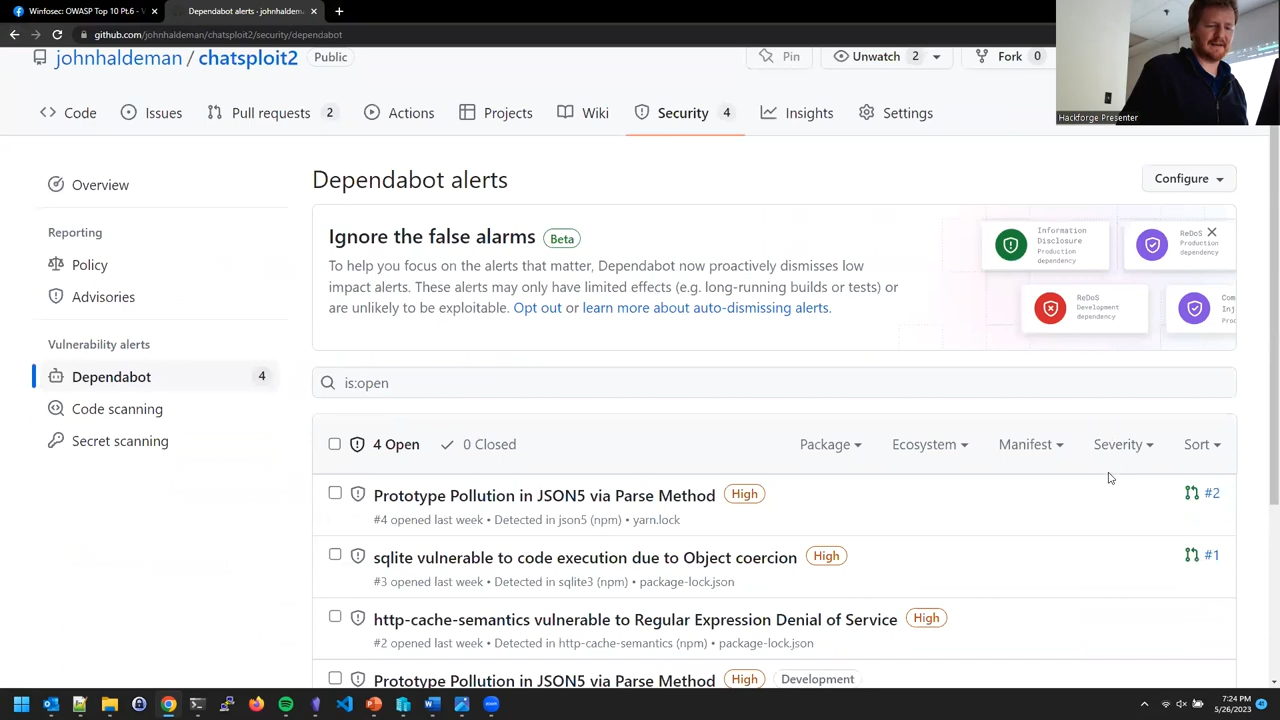 Winfosec: OWASP Top 10 Pt.6 - V
Dependabot alerts · johnhaldem
github.com/johnhaldeman/chatsploit2/security/dependabot
johnhaldeman / chatsploit2
Public
Pin
Unwatch 2
Fork 0
Hackforge Presenter
Code
Issues
Pull requests 2
Actions
Projects
Wiki
Security 4
Insights
Settings
Overview
Reporting
Policy
Advisories
Vulnerability alerts
Dependabot 4
Code scanning
Secret scanning
Dependabot alerts
Configure
Ignore the false alarms Beta
To help you focus on the alerts that matter, Dependabot now proactively dismisses low
impact alerts. These alerts may only have limited effects (e.g. long-running builds or tests) or
are unlikely to be exploitable. Opt out or learn more about auto-dismissing alerts.
Information
Disclosure
Production
dependency
ReDoS
Production
dependency
ReDoS
Development
dependency
Com
Inj
Proc
is:open
4 Open
0 Closed
Package
Ecosystem
Manifest
Severity
Sort
Prototype Pollution in JSON5 via Parse Method High
#2
#4 opened last week • Detected in json5 (npm) • yarn.lock
sqlite vulnerable to code execution due to Object coercion High
#1
#3 opened last week • Detected in sqlite3 (npm) • package-lock.json
http-cache-semantics vulnerable to Regular Expression Denial of Service High
#2 opened last week • Detected in http-cache-semantics (npm) • package-lock.json
Prototype Pollution in JSON5 via Parse Method High Development
7:24 PM
5/26/2023